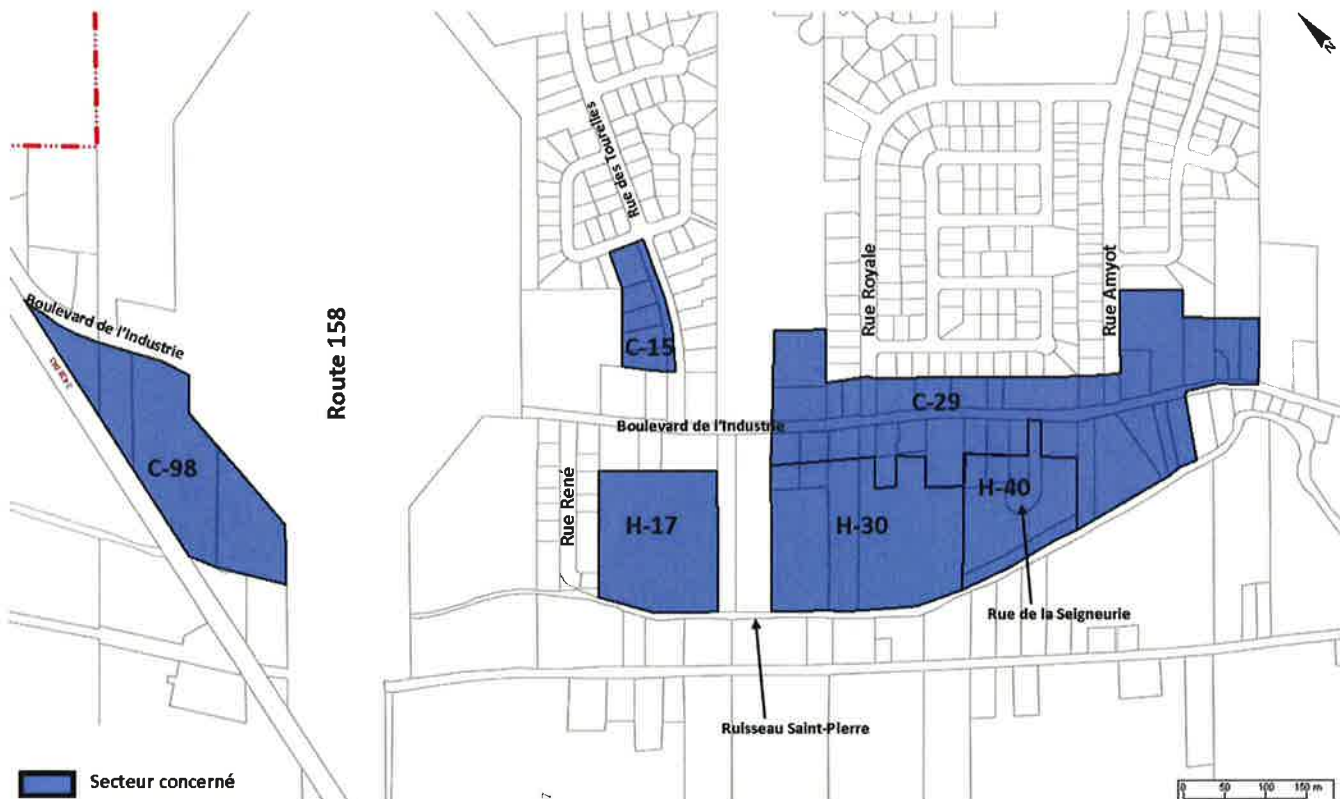 N
Rue des Tourelles
Rue Royale
Rue Amyot
Boulevard de l'Industrie
Route 158
C-15
C-29
Boulevard de l'Industrie
C-98
Rue René
H-17
H-30
H-40
Rue de la Seigneurie
Ruisseau Saint-Pierre
Secteur concerné
0 50 100 150 m